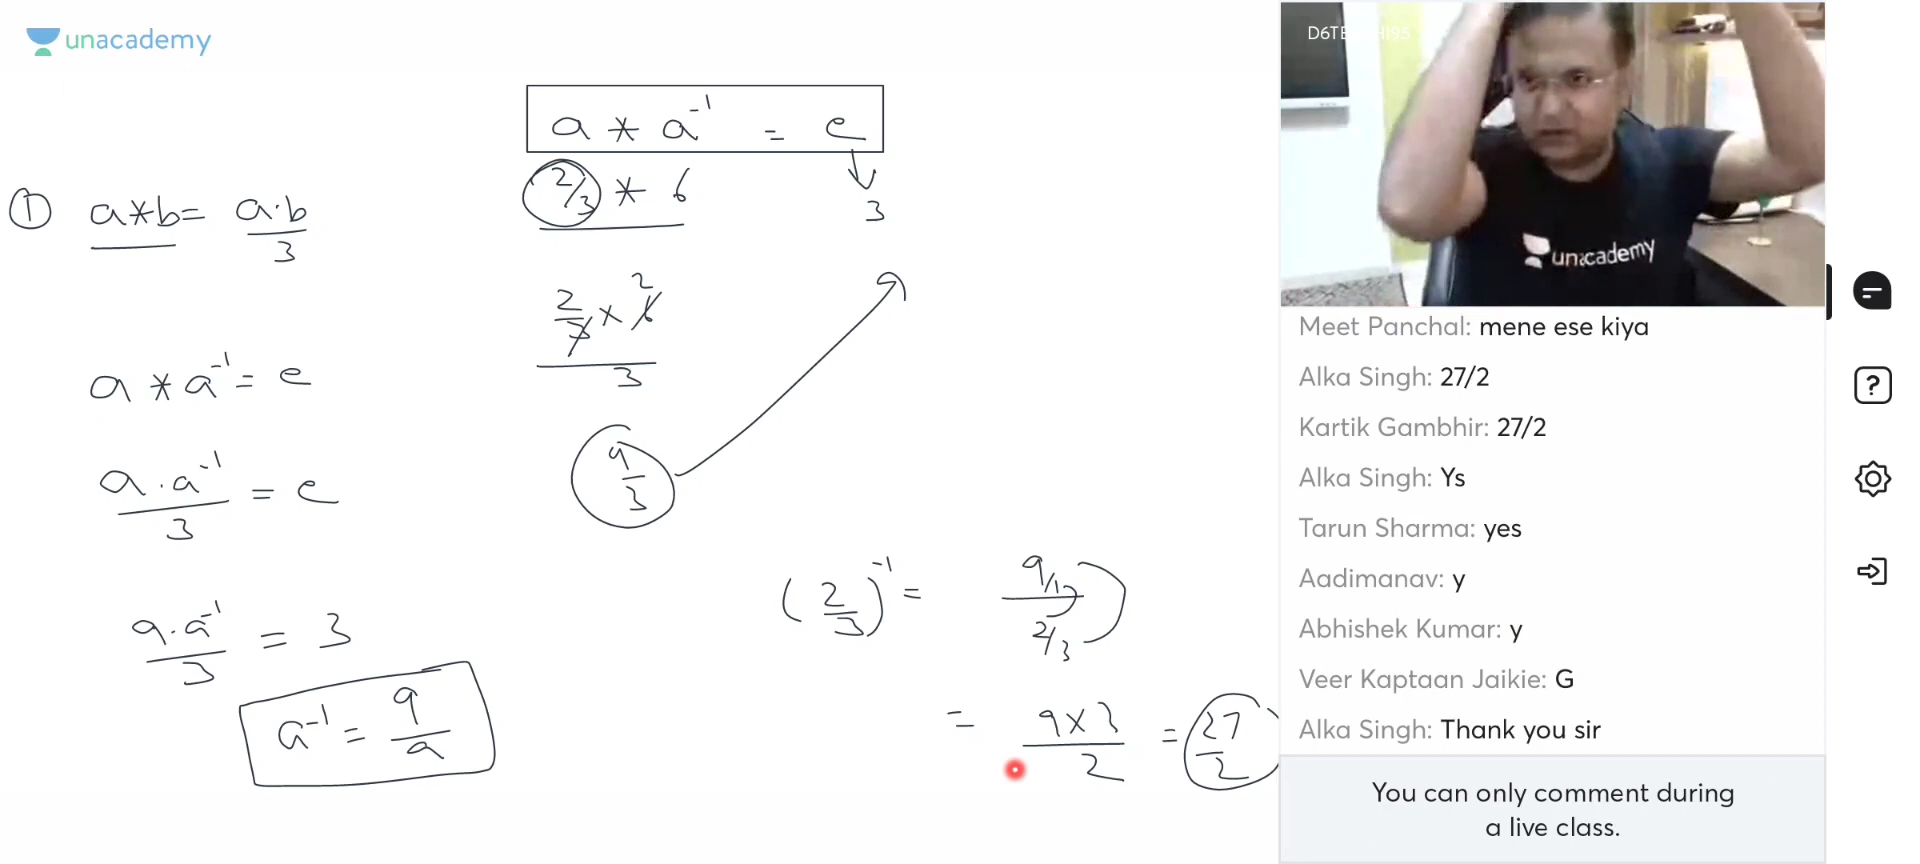 unacademy
a * a⁻¹ = e
2/3 * 6
3
① a*b = a·b/3
2/3 × 6 2
3
a * a⁻¹ = e
9/3
a·a⁻¹/3 = e
(2/3)⁻¹ =
2/3
a·a⁻¹/3 = 3
a⁻¹ = 9/a
= 9×3/2 = 27/2
unacademy
Meet Panchal: mene ese kiya
Alka Singh: 27/2
Kartik Gambhir: 27/2
Alka Singh: Ys
Tarun Sharma: yes
Aadimanav: y
Abhishek Kumar: y
Veer Kaptaan Jaikie: G
Alka Singh: Thank you sir
You can only comment during
a live class.
?